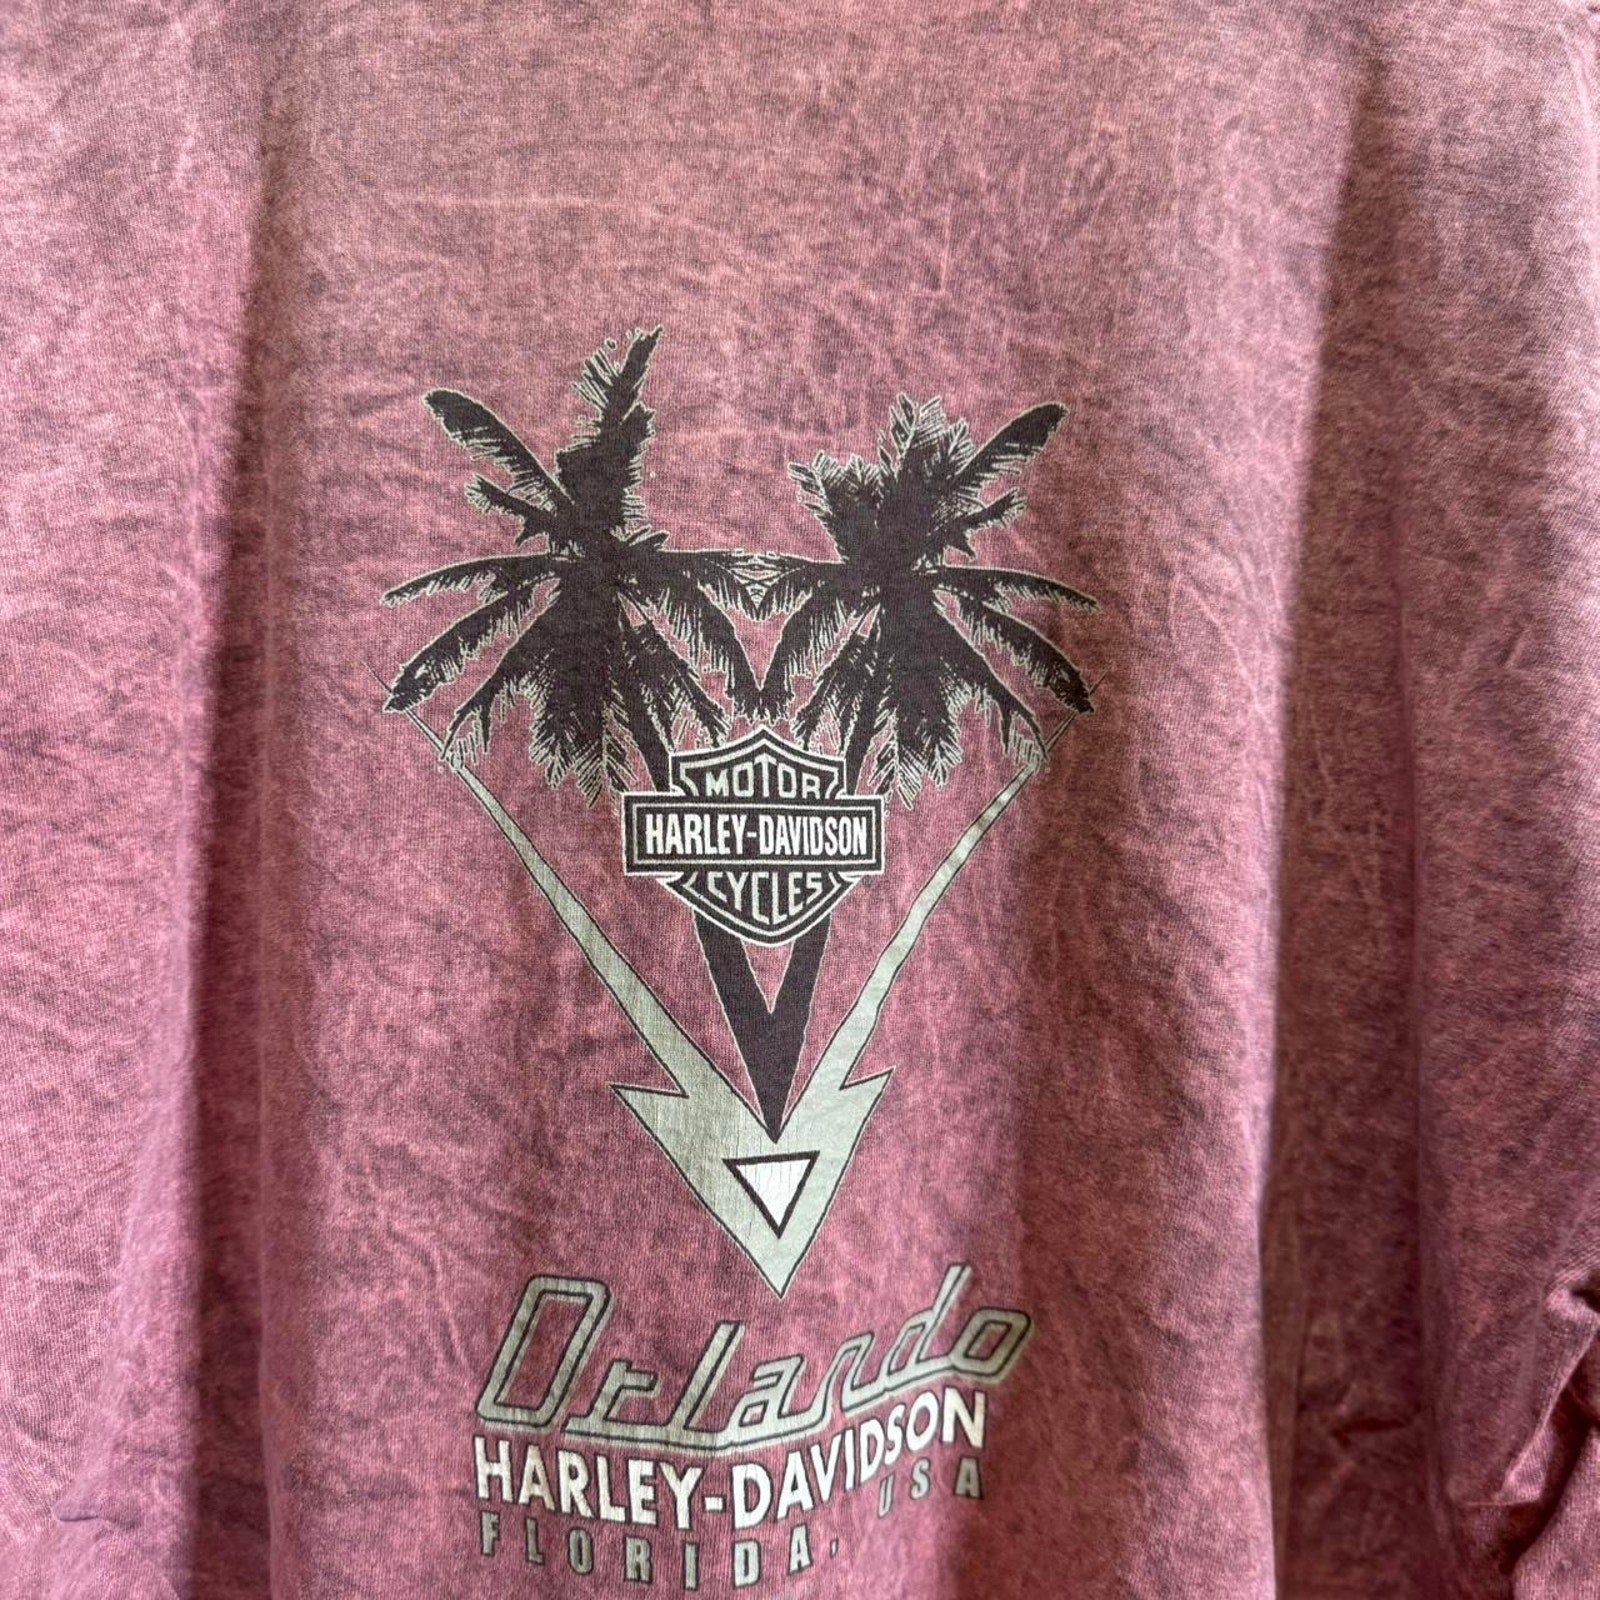 MOTOR
HARLEY-DAVIDSON
CYCLES
Orlando
HARLEY-DAVIDSON
FLORIDA, USA